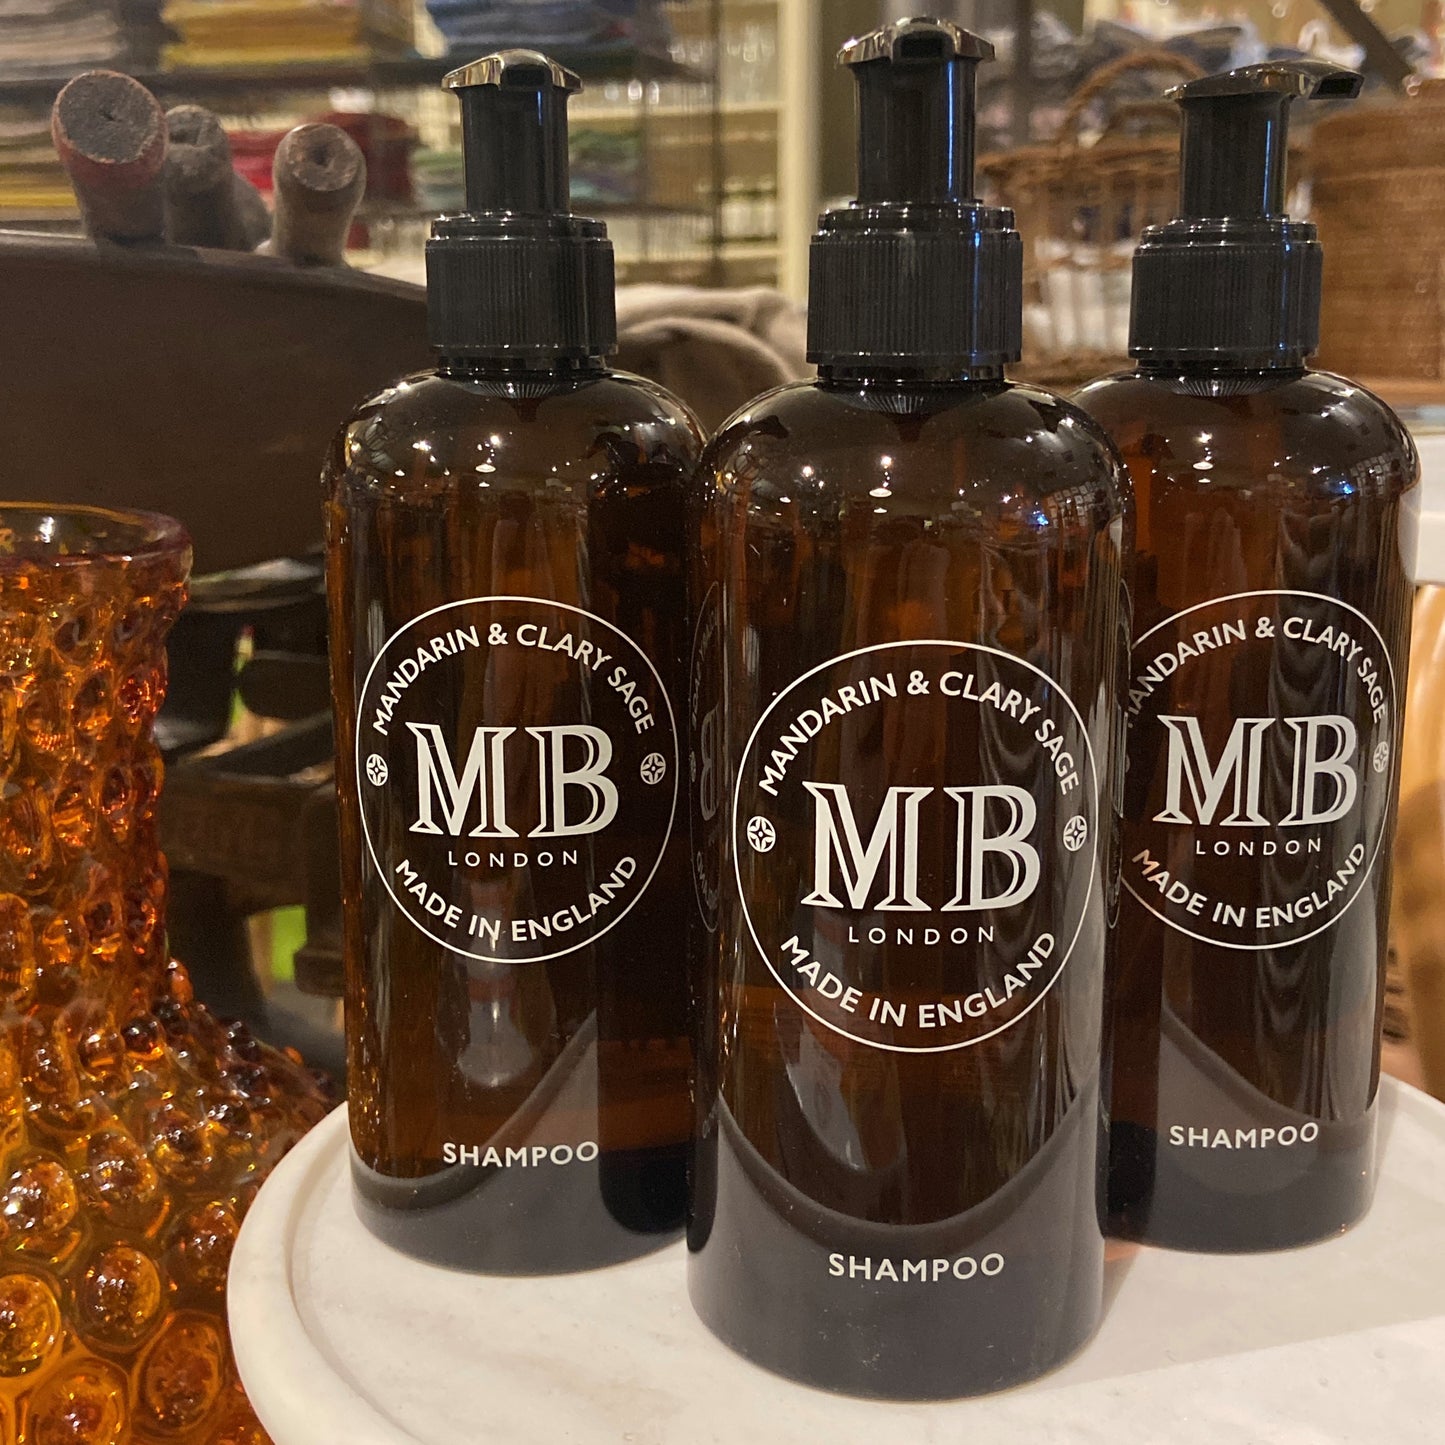 MANDARIN & CLARY SAGE
MB
LONDON
MADE IN ENGLAND
SHAMPOO
MANDARIN & CLARY SAGE
MB
LONDON
MADE IN ENGLAND
SHAMPOO
MANDARIN & CLARY SAGE
MB
LONDON
MADE IN ENGLAND
SHAMPOO